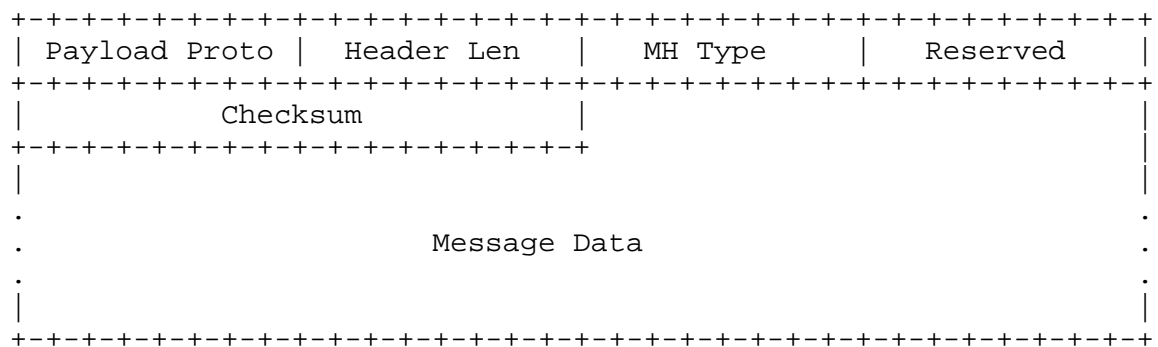 +-+-+-+-+-+-+-+-+-+-+-+-+-+-+-+-+-+-+-+-+-+-+-+-+-+-+-+-+-+-+-+-+
| Payload Proto |  Header Len   |   MH Type     |   Reserved    |
+-+-+-+-+-+-+-+-+-+-+-+-+-+-+-+-+-+-+-+-+-+-+-+-+-+-+-+-+-+-+-+-+
|           Checksum            |                               |
+-+-+-+-+-+-+-+-+-+-+-+-+-+-+-+-+                               |
|                                                               |
.                                                               .
.                       Message Data                            .
.                                                               .
|                                                               |
+-+-+-+-+-+-+-+-+-+-+-+-+-+-+-+-+-+-+-+-+-+-+-+-+-+-+-+-+-+-+-+-+